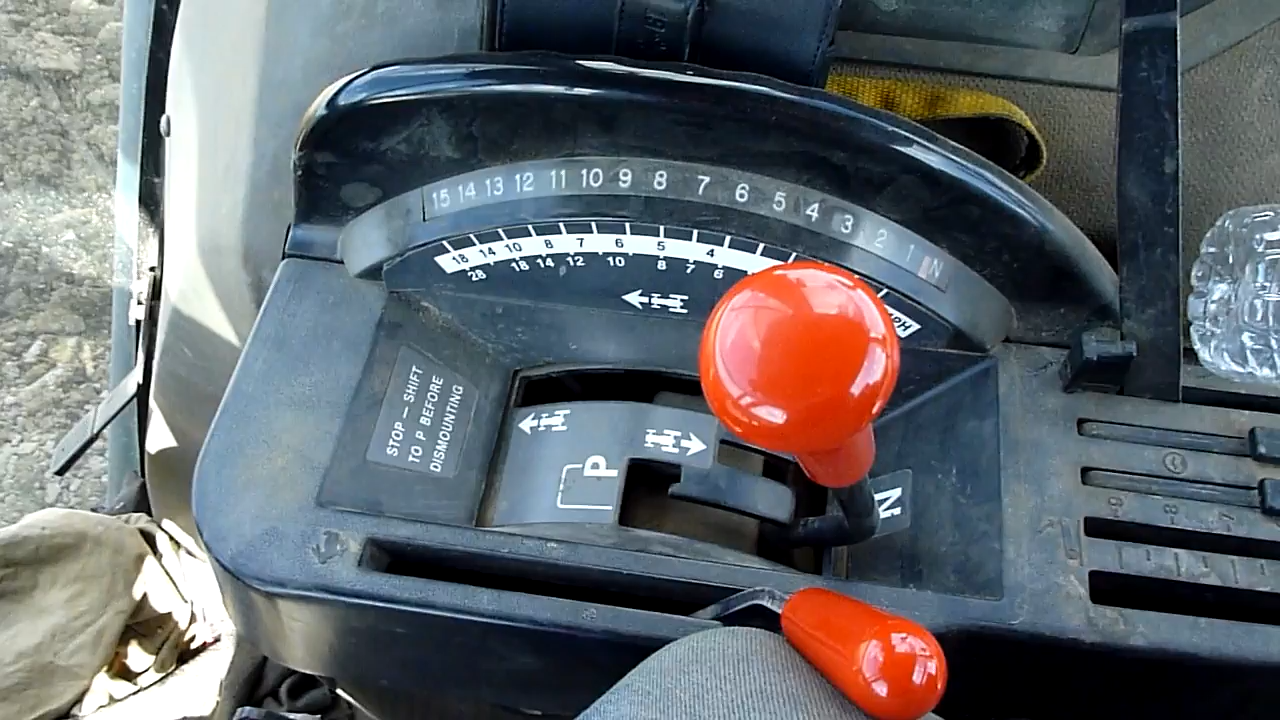 15 14 13 12 11 10 9 8 7 6 5 4 3 2 1 N
18 14 10 8 7 6 5 4
MPH
28 18 14 12 10 8 7 6
STOP – SHIFT
TO P BEFORE
DISMOUNTING
P
N